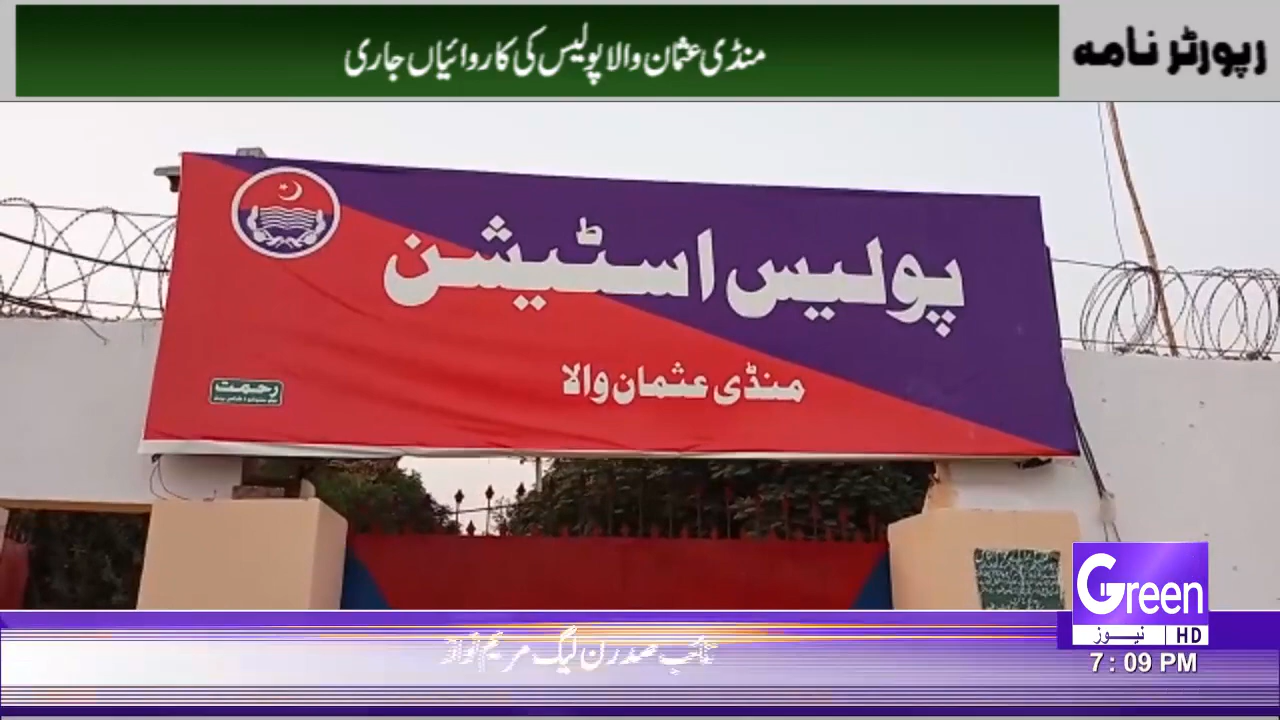 منڈی عثمان والا پولیس کی کاروائیاں جاری
رپورٹر نامہ
پولیس اسٹیشن
منڈی عثمان والا
رحمت
Green
نیوز HD
7:09 PM
نائب صدر ن لیگ مریم نواز